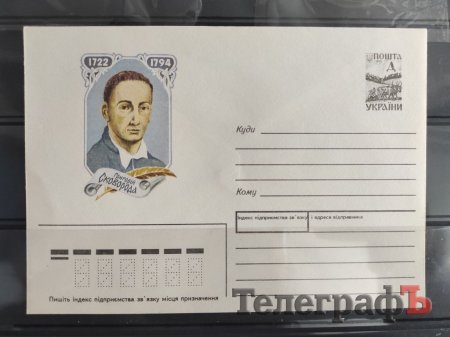 1722 1794
Григорій
Сковорода
ПОШТА
Д
УКРАЇНИ
Куди
Кому
Індекс підприємства зв'язку і адреса відправника
Пишіть індекс підприємства зв'язку місця призначення
ТелеграфЪ